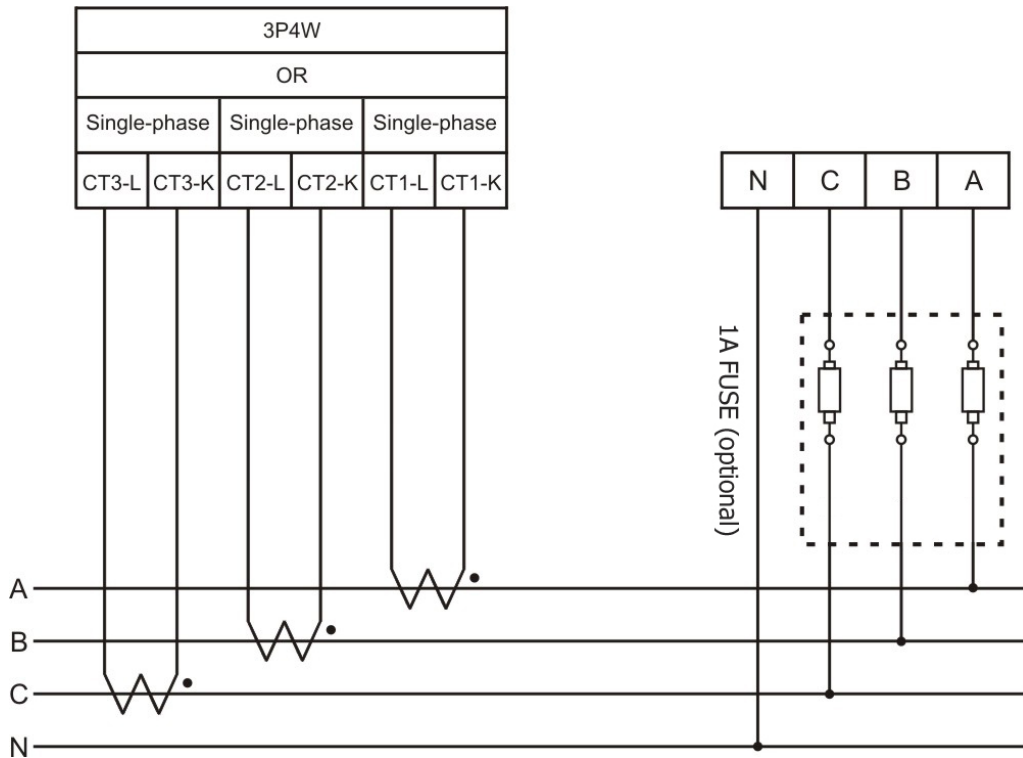 3P4W
OR
Single-phase Single-phase Single-phase
CT3-L CT3-K CT2-L CT2-K CT1-L CT1-K
N C B A
1A FUSE (optional)
A
B
C
N